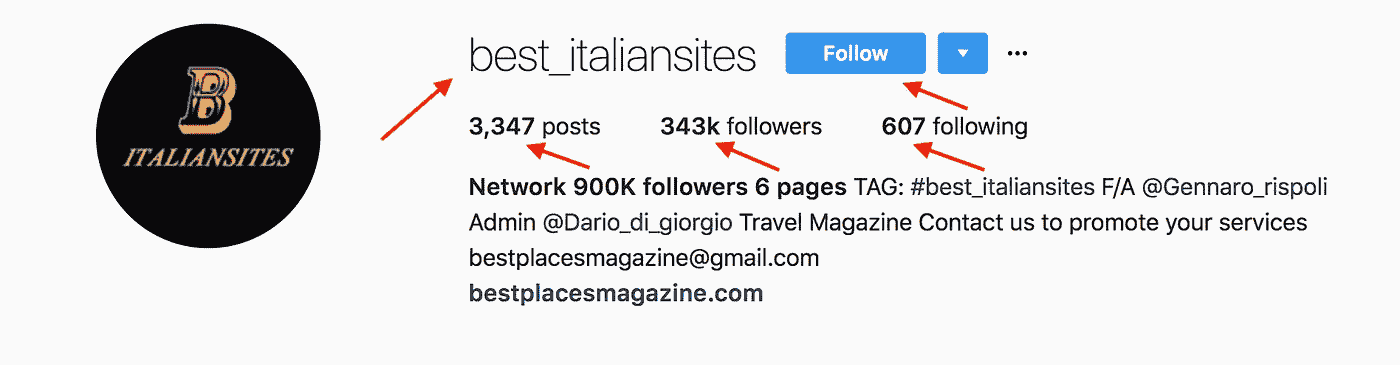 B
ITALIANSITES
best_italiansites Follow
3,347 posts 343k followers 607 following
Network 900K followers 6 pages TAG: #best_italiansites F/A @Gennaro_rispoli
Admin @Dario_di_giorgio Travel Magazine Contact us to promote your services
bestplacesmagazine@gmail.com
bestplacesmagazine.com